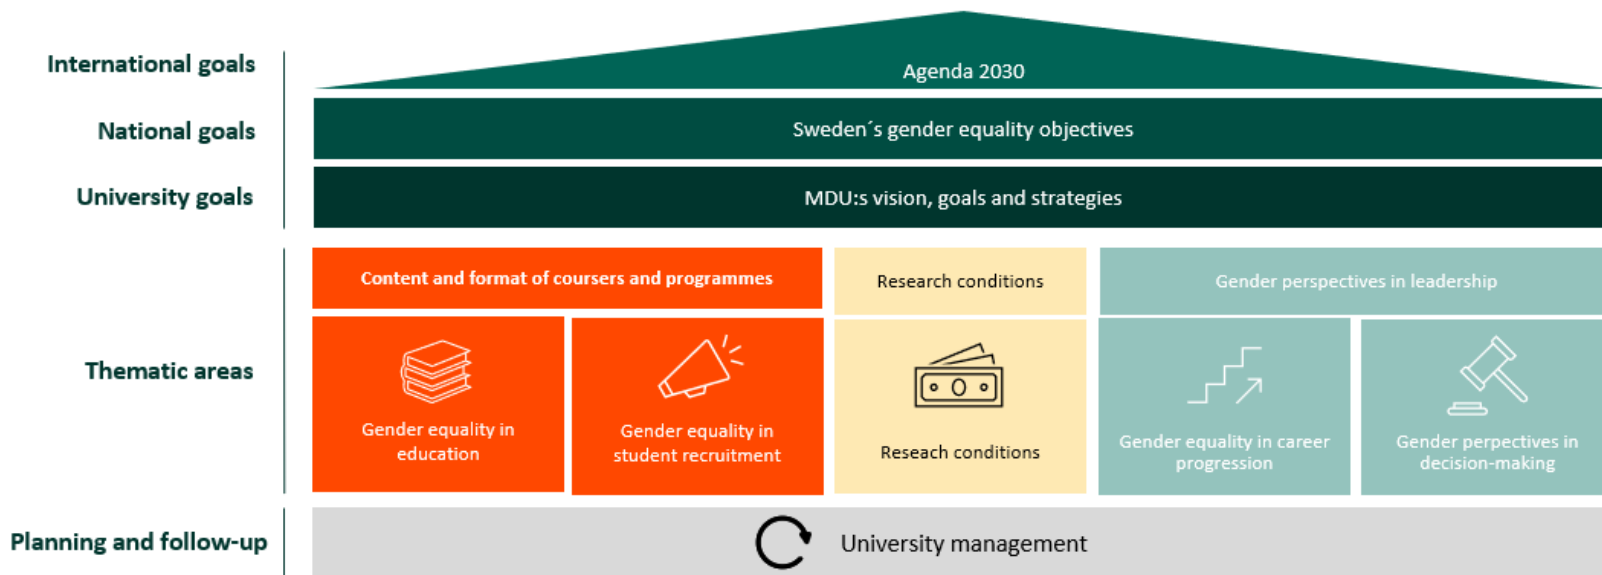 International goals
Agenda 2030
National goals
Sweden´s gender equality objectives
University goals
MDU:s vision, goals and strategies
Thematic areas
Content and format of coursers and programmes
Research conditions
Gender perspectives in leadership
Gender equality in
education
Gender equality in
student recruitment
Reseach conditions
Gender equality in career
progression
Gender perpectives in
decision-making
Planning and follow-up
University management